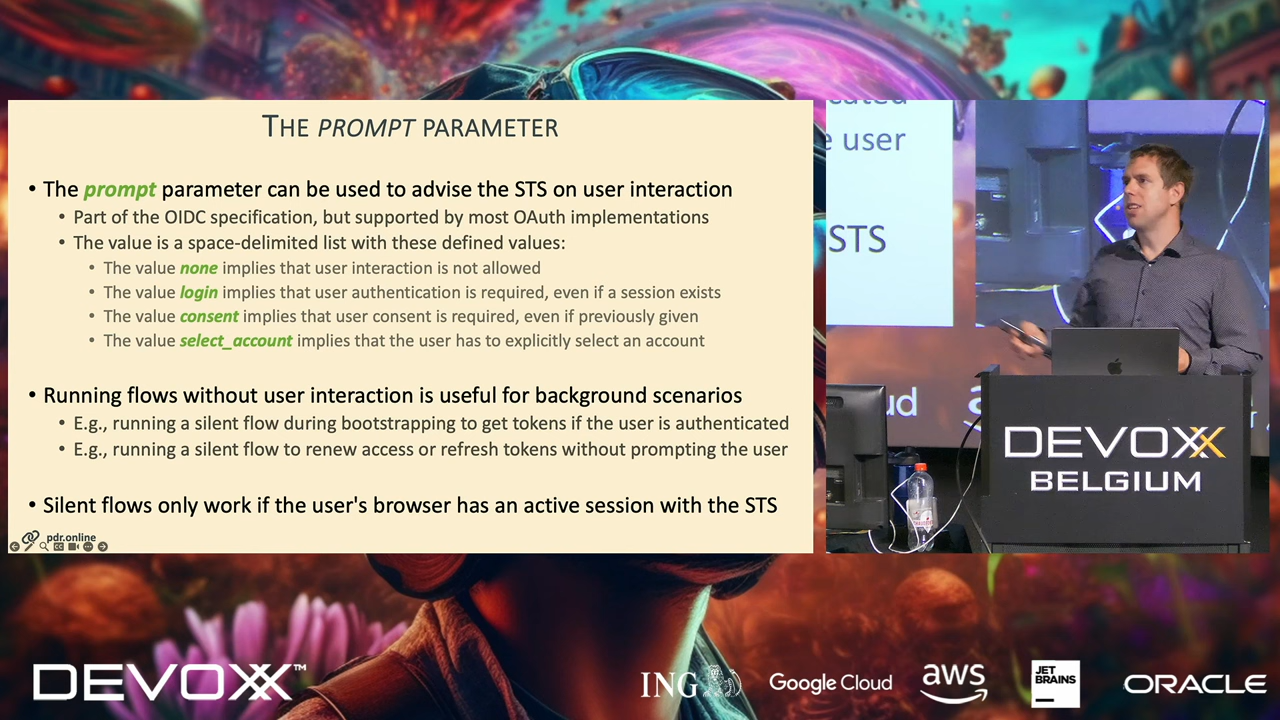 THE PROMPT PARAMETER
• The prompt parameter can be used to advise the STS on user interaction
• Part of the OIDC specification, but supported by most OAuth implementations
• The value is a space-delimited list with these defined values:
• The value none implies that user interaction is not allowed
• The value login implies that user authentication is required, even if a session exists
• The value consent implies that user consent is required, even if previously given
• The value select_account implies that the user has to explicitly select an account
• Running flows without user interaction is useful for background scenarios
• E.g., running a silent flow during bootstrapping to get tokens if the user is authenticated
• E.g., running a silent flow to renew access or refresh tokens without prompting the user
• Silent flows only work if the user's browser has an active session with the STS
pdr.online
user
STS
DEVOXX
BELGIUM
DEVOXX™
ING
Google Cloud
aws
JET
BRAINS
ORACLE